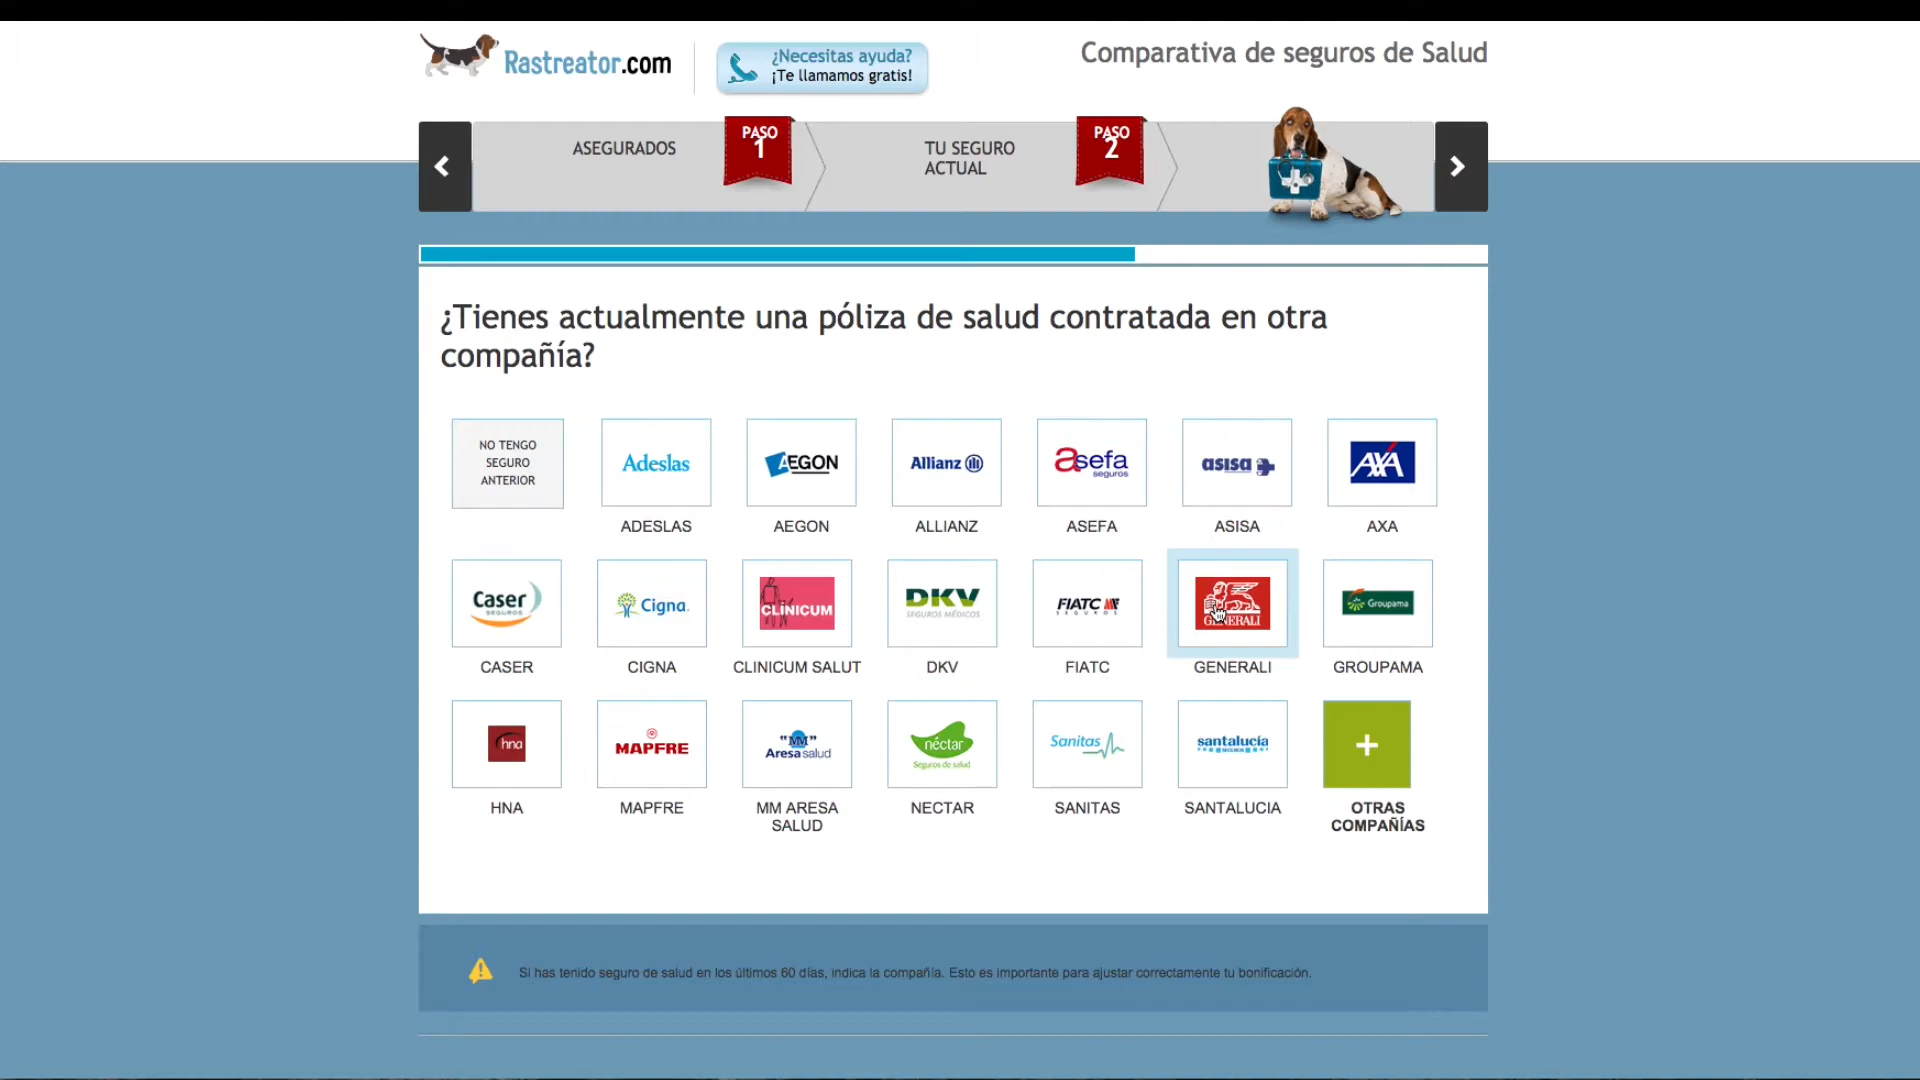 Rastreator.com
¿Necesitas ayuda?
¡Te llamamos gratis!
Comparativa de seguros de Salud
ASEGURADOS
PASO
1
TU SEGURO
ACTUAL
PASO
2
¿Tienes actualmente una póliza de salud contratada en otra
compañía?
NO TENGO
SEGURO
ANTERIOR
Adeslas
AEGON
Allianz
asefa
seguros
asisa
AXA
ADESLAS
AEGON
ALLIANZ
ASEFA
ASISA
AXA
Caser
SEGUROS
Cigna
CLINICUM
DKV
SEGUROS MÉDICOS
FIATC
SEGUROS
GENERALI
Groupama
CASER
CIGNA
CLINICUM SALUT
DKV
FIATC
GENERALI
GROUPAMA
hna
MAPFRE
"MM"
Aresa salud
néctar
Seguros de salud
Sanitas
santalucía
SEGUROS
+
HNA
MAPFRE
MM ARESA
SALUD
NECTAR
SANITAS
SANTALUCIA
OTRAS
COMPAÑÍAS
Si has tenido seguro de salud en los últimos 60 días, indica la compañía. Esto es importante para ajustar correctamente tu bonificación.